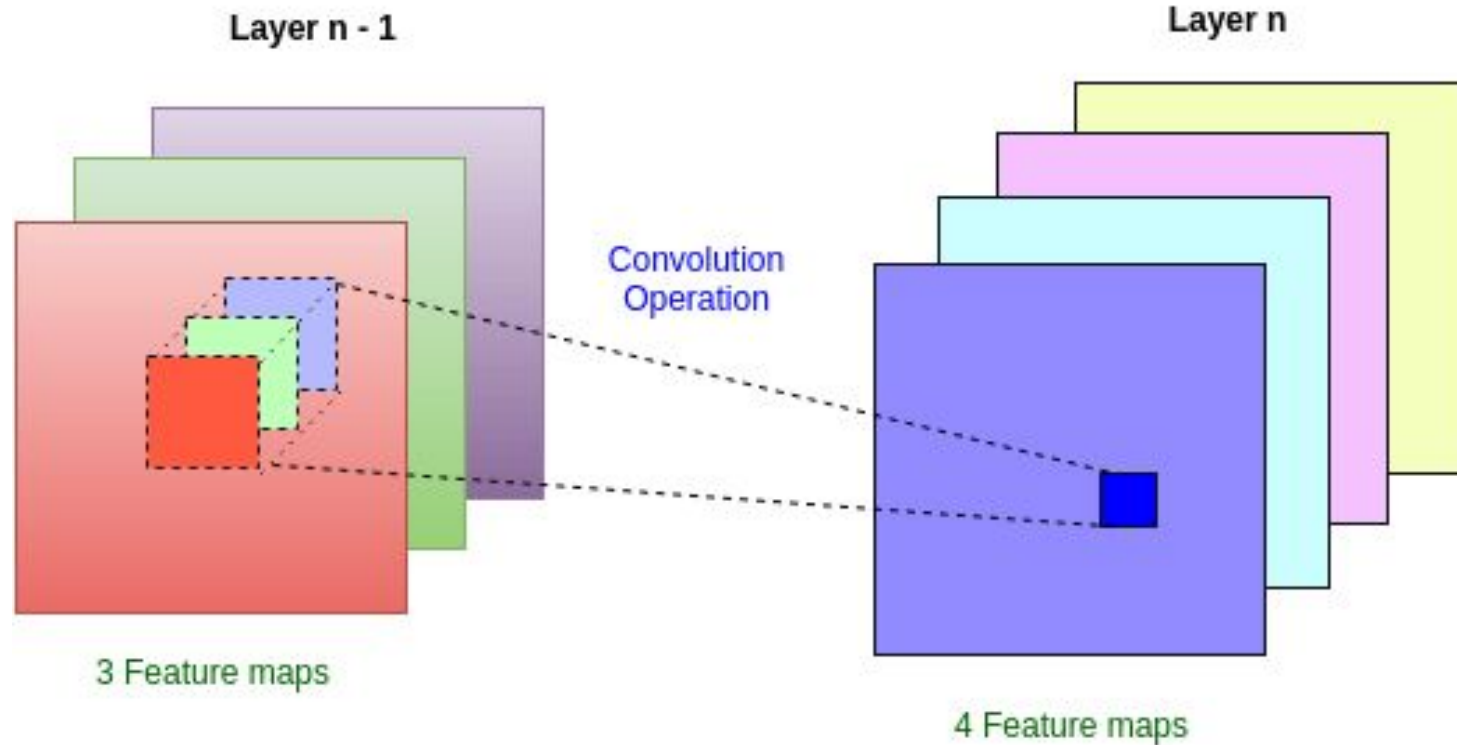 Layer n - 1
Layer n
Convolution
Operation
3 Feature maps
4 Feature maps